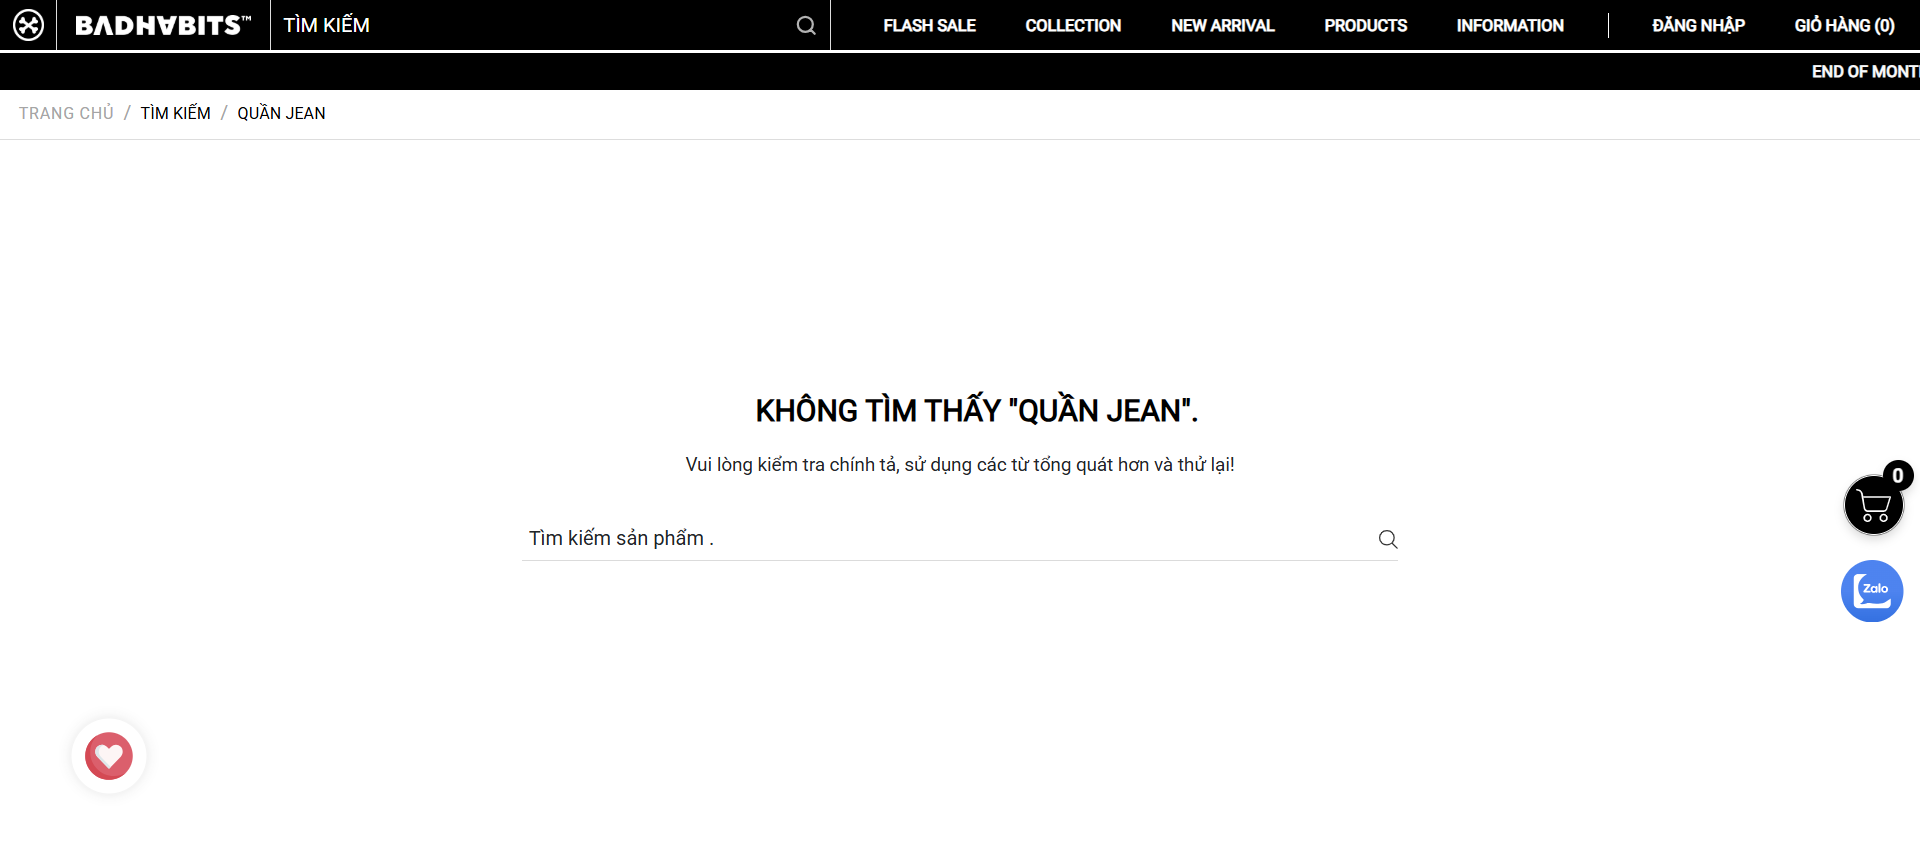 BADHABITS™ TÌM KIẾM FLASH SALE COLLECTION NEW ARRIVAL PRODUCTS INFORMATION ĐĂNG NHẬP GIỎ HÀNG (0)
END OF MONT
TRANG CHỦ / TÌM KIẾM / QUẦN JEAN
KHÔNG TÌM THẤY "QUẦN JEAN".
Vui lòng kiểm tra chính tả, sử dụng các từ tổng quát hơn và thử lại!
0
Tìm kiếm sản phẩm .
Zalo